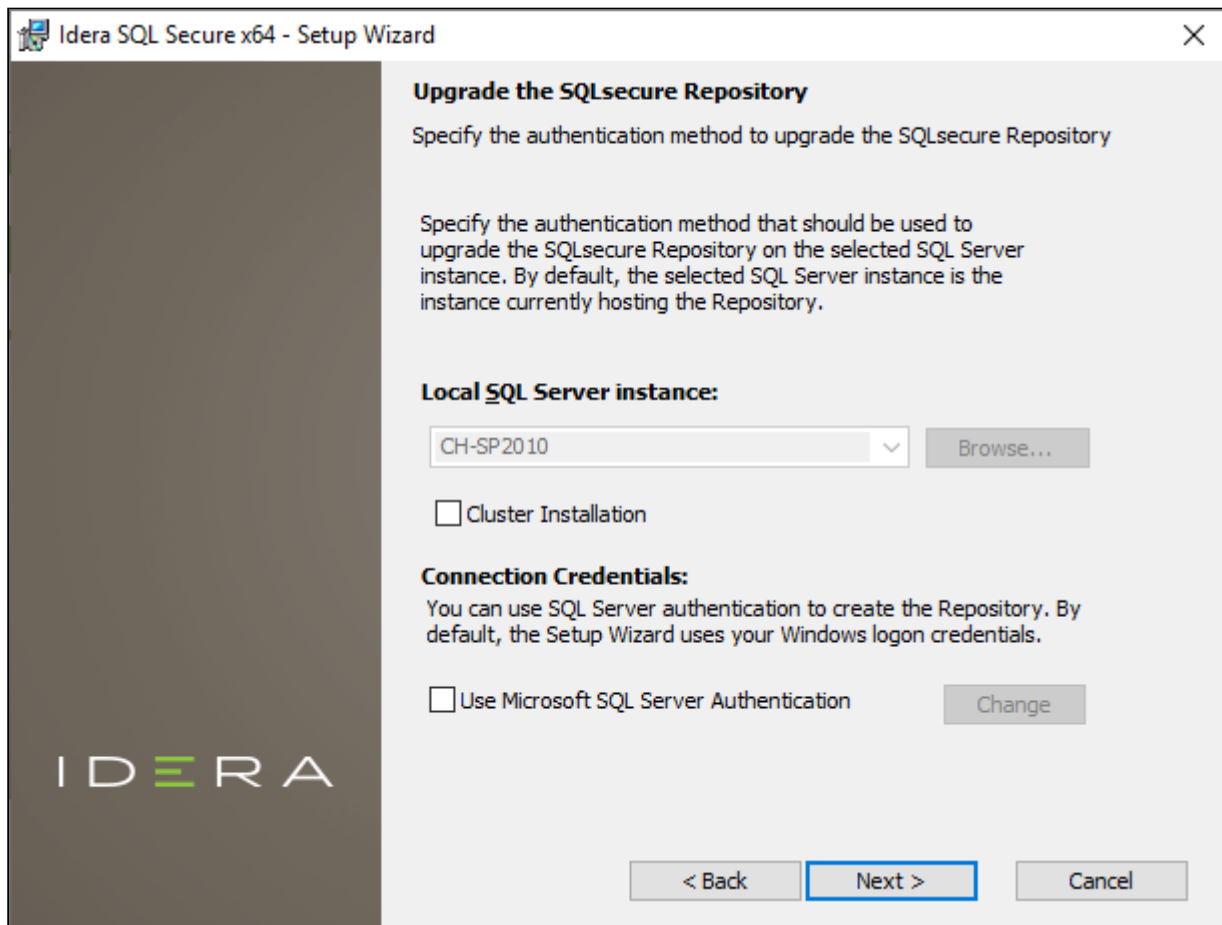 Idera SQL Secure x64 - Setup Wizard
Upgrade the SQLsecure Repository
Specify the authentication method to upgrade the SQLsecure Repository
Specify the authentication method that should be used to
upgrade the SQLsecure Repository on the selected SQL Server
instance. By default, the selected SQL Server instance is the
instance currently hosting the Repository.
Local SQL Server instance:
CH-SP2010
Browse...
Cluster Installation
Connection Credentials:
You can use SQL Server authentication to create the Repository. By
default, the Setup Wizard uses your Windows logon credentials.
Use Microsoft SQL Server Authentication
Change
IDERA
< Back
Next >
Cancel